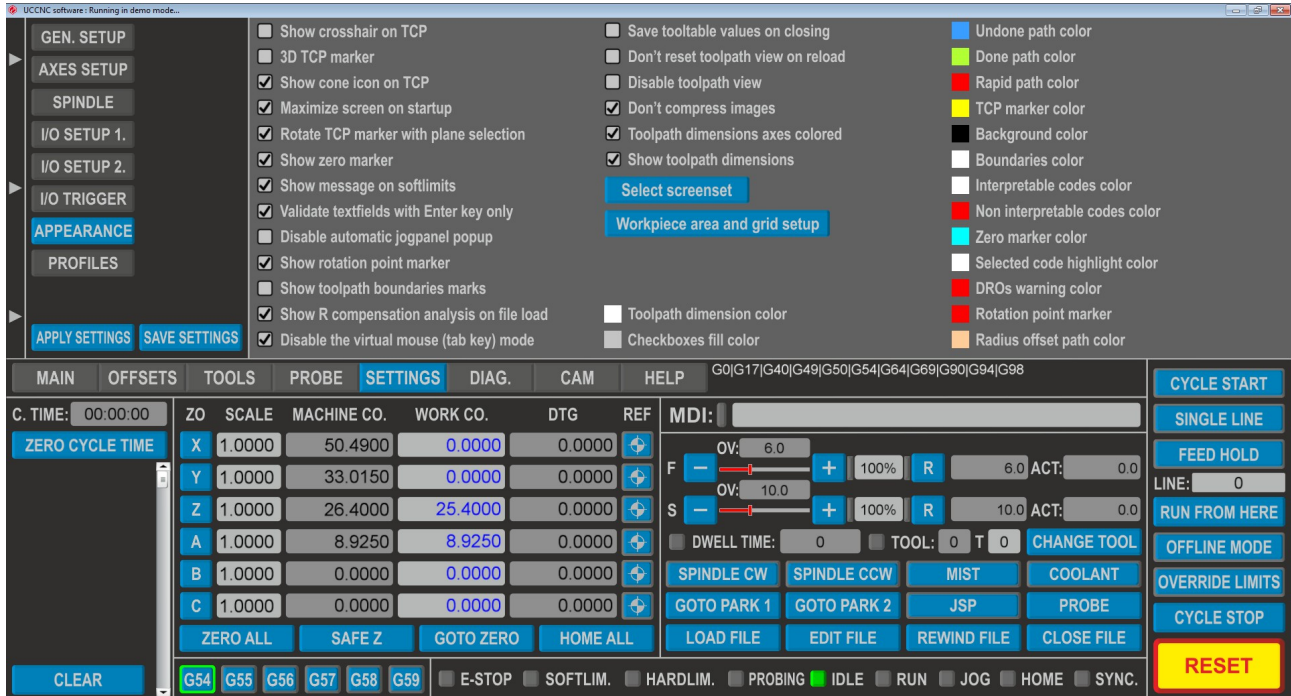 UCCNC software : Running in demo mode...
GEN. SETUP
AXES SETUP
SPINDLE
I/O SETUP 1.
I/O SETUP 2.
I/O TRIGGER
APPEARANCE
PROFILES
APPLY SETTINGS SAVE SETTINGS
Show crosshair on TCP
3D TCP marker
Show cone icon on TCP
Maximize screen on startup
Rotate TCP marker with plane selection
Show zero marker
Show message on softlimits
Validate textfields with Enter key only
Disable automatic jogpanel popup
Show rotation point marker
Show toolpath boundaries marks
Show R compensation analysis on file load
Disable the virtual mouse (tab key) mode
Save tooltable values on closing
Don't reset toolpath view on reload
Disable toolpath view
Don't compress images
Toolpath dimensions axes colored
Show toolpath dimensions
Select screenset
Workpiece area and grid setup
Toolpath dimension color
Checkboxes fill color
Undone path color
Done path color
Rapid path color
TCP marker color
Background color
Boundaries color
Interpretable codes color
Non interpretable codes color
Zero marker color
Selected code highlight color
DROs warning color
Rotation point marker
Radius offset path color
MAIN OFFSETS TOOLS PROBE SETTINGS DIAG. CAM HELP G0|G17|G40|G49|G50|G54|G64|G69|G90|G94|G98
C. TIME: 00:00:00
ZERO CYCLE TIME
CLEAR
ZO SCALE MACHINE CO. WORK CO. DTG REF
X 1.0000 50.4900 0.0000 0.0000
Y 1.0000 33.0150 0.0000 0.0000
Z 1.0000 26.4000 25.4000 0.0000
A 1.0000 8.9250 8.9250 0.0000
B 1.0000 0.0000 0.0000 0.0000
C 1.0000 0.0000 0.0000 0.0000
ZERO ALL SAFE Z GOTO ZERO HOME ALL
MDI:
OV: 6.0
F − + 100% R 6.0 ACT: 0.0
OV: 10.0
S − + 100% R 10.0 ACT: 0.0
DWELL TIME: 0 TOOL: 0 T 0 CHANGE TOOL
SPINDLE CW SPINDLE CCW MIST COOLANT
GOTO PARK 1 GOTO PARK 2 JSP PROBE
LOAD FILE EDIT FILE REWIND FILE CLOSE FILE
G54 G55 G56 G57 G58 G59 E-STOP SOFTLIM. HARDLIM. PROBING IDLE RUN JOG HOME SYNC.
CYCLE START
SINGLE LINE
FEED HOLD
LINE: 0
RUN FROM HERE
OFFLINE MODE
OVERRIDE LIMITS
CYCLE STOP
RESET